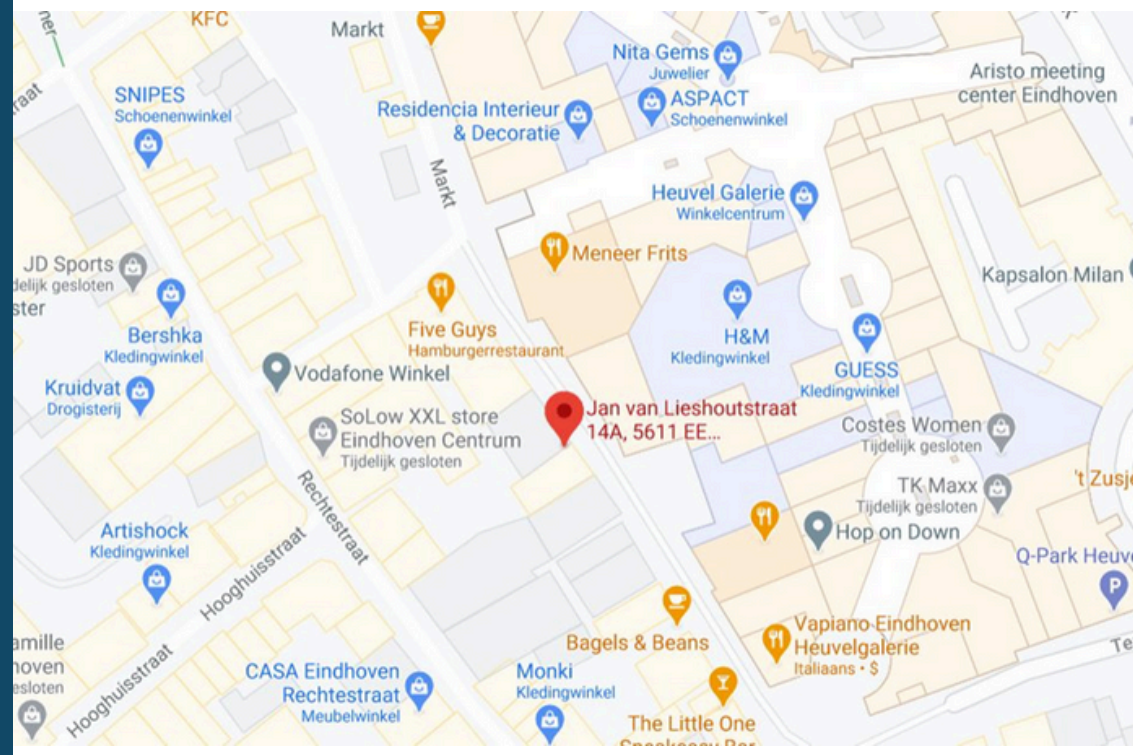 ner
KFC
Markt
Nita Gems
Juwelier
ASPACT
Schoenenwinkel
Aristo meeting
center Eindhoven
SNIPES
Schoenenwinkel
raat
Residencia Interieur
& Decoratie
Markt
Heuvel Galerie
Winkelcentrum
Meneer Frits
JD Sports
delijk gesloten
ster
Kapsalon Milan
Bershka
Kledingwinkel
Five Guys
Hamburgerrestaurant
H&M
Kledingwinkel
GUESS
Kledingwinkel
Kruidvat
Drogisterij
Vodafone Winkel
Jan van Lieshoutstraat
14A, 5611 EE...
SoLow XXL store
Eindhoven Centrum
Tijdelijk gesloten
Costes Women
Tijdelijk gesloten
't Zusje
TK Maxx
Tijdelijk gesloten
Rechtestraat
Artishock
Kledingwinkel
Hop on Down
Hooghuisstraat
Q-Park Heuve
P
Bagels & Beans
Vapiano Eindhoven
Heuvelgalerie
Italiaans • $
Te
amille
hoven
esloten
Hooghuisstraat
CASA Eindhoven
Rechtestraat
Meubelwinkel
Monki
Kledingwinkel
The Little One